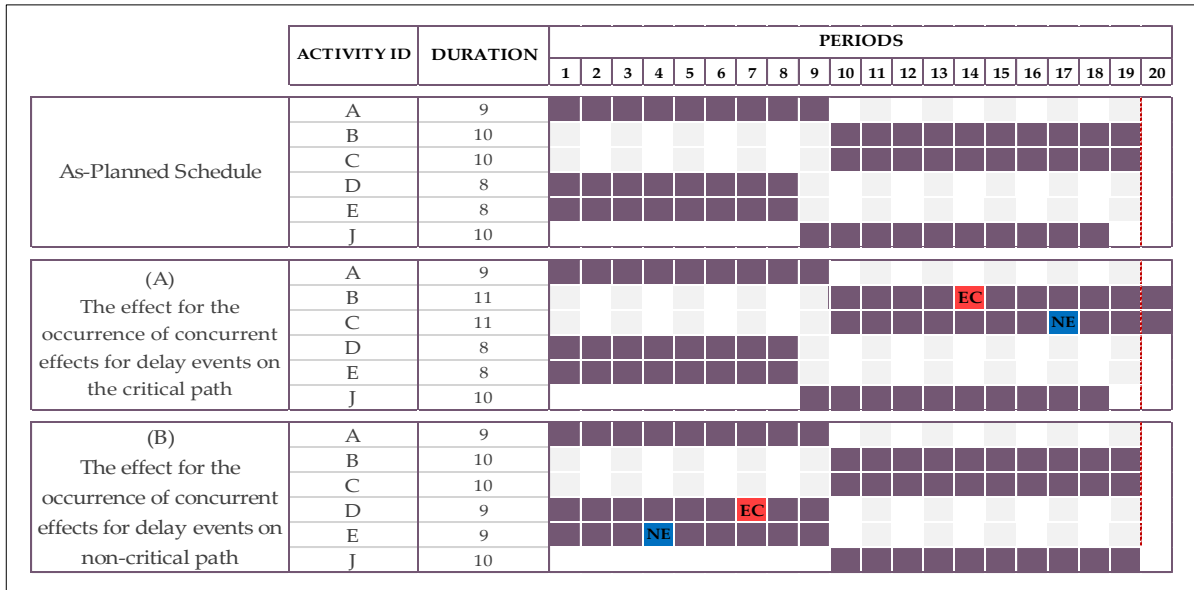 ACTIVITY ID DURATION PERIODS
1 2 3 4 5 6 7 8 9 10 11 12 13 14 15 16 17 18 19 20
As-Planned Schedule
A 9
B 10
C 10
D 8
E 8
J 10
(A)
The effect for the
occurrence of concurrent
effects for delay events on
the critical path
A 9
B 11 EC
C 11 NE
D 8
E 8
J 10
(B)
The effect for the
occurrence of concurrent
effects for delay events on
non-critical path
A 9
B 10
C 10
D 9 EC
E 9 NE
J 10